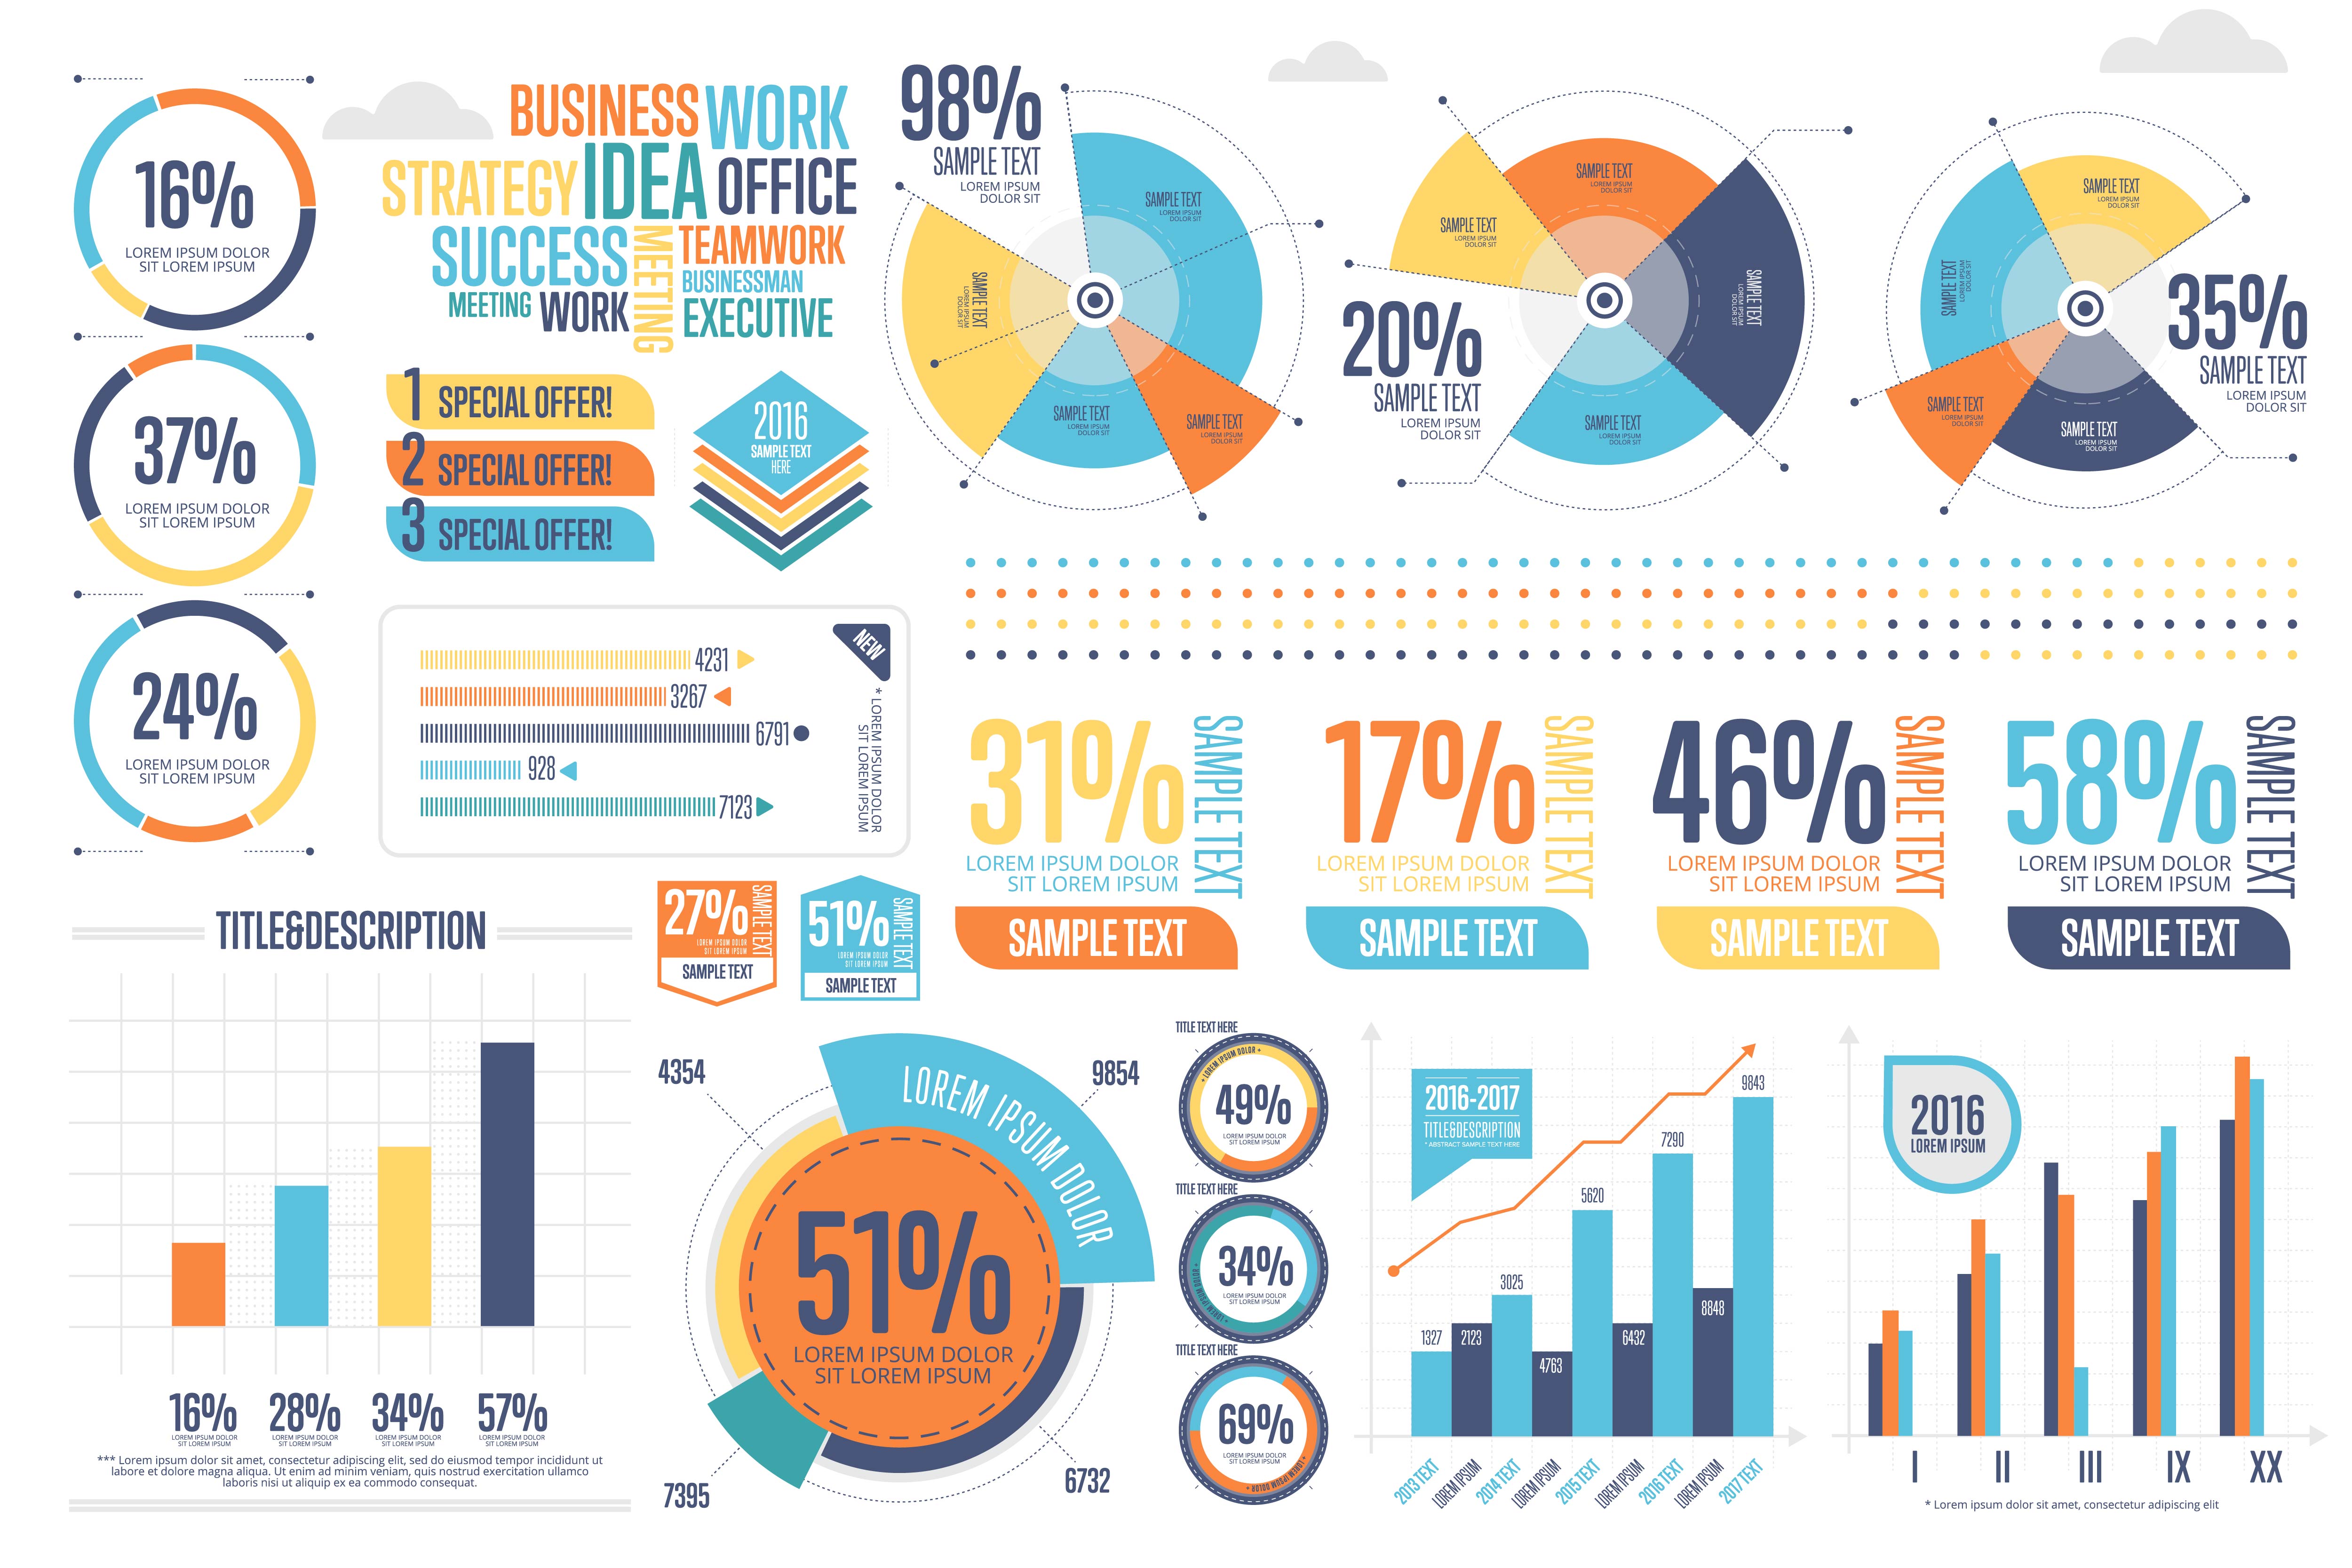 16%
LOREM IPSUM DOLOR
SIT LOREM IPSUM
37%
LOREM IPSUM DOLOR
SIT LOREM IPSUM
24%
LOREM IPSUM DOLOR
SIT LOREM IPSUM
BUSINESS WORK
STRATEGY IDEA OFFICE
SUCCESS MEETING TEAMWORK
BUSINESSMAN
MEETING WORK EXECUTIVE
1 SPECIAL OFFER!
2 SPECIAL OFFER!
3 SPECIAL OFFER!
2016
SAMPLE TEXT
HERE
98%
SAMPLE TEXT
LOREM IPSUM
DOLOR SIT
SAMPLE TEXT
LOREM IPSUM
DOLOR SIT
SAMPLE TEXT
LOREM IPSUM
DOLOR SIT
SAMPLE TEXT
LOREM IPSUM
DOLOR SIT
SAMPLE TEXT
LOREM IPSUM
DOLOR SIT
20%
SAMPLE TEXT
LOREM IPSUM
DOLOR SIT
SAMPLE TEXT
LOREM IPSUM
DOLOR SIT
SAMPLE TEXT
LOREM IPSUM
DOLOR SIT
SAMPLE TEXT
LOREM IPSUM
DOLOR SIT
SAMPLE TEXT
LOREM IPSUM
DOLOR SIT
35%
SAMPLE TEXT
LOREM IPSUM
DOLOR SIT
SAMPLE TEXT
LOREM IPSUM
DOLOR SIT
SAMPLE TEXT
LOREM IPSUM
DOLOR SIT
SAMPLE TEXT
LOREM IPSUM
DOLOR SIT
SAMPLE TEXT
LOREM IPSUM
DOLOR SIT
4231
3267
6791
928
7123
NEW
* LOREM IPSUM DOLOR
SIT LOREM IPSUM
31%
LOREM IPSUM DOLOR
SIT LOREM IPSUM
SAMPLE TEXT
SAMPLE TEXT
17%
LOREM IPSUM DOLOR
SIT LOREM IPSUM
SAMPLE TEXT
SAMPLE TEXT
46%
LOREM IPSUM DOLOR
SIT LOREM IPSUM
SAMPLE TEXT
SAMPLE TEXT
58%
LOREM IPSUM DOLOR
SIT LOREM IPSUM
SAMPLE TEXT
SAMPLE TEXT
27%
LOREM IPSUM DOLOR
SIT LOREM IPSUM
SAMPLE TEXT
SAMPLE TEXT
51%
LOREM IPSUM DOLOR
SIT LOREM IPSUM
SAMPLE TEXT
SAMPLE TEXT
TITLE&DESCRIPTION
16% 28% 34% 57%
LOREM IPSUM DOLOR LOREM IPSUM DOLOR LOREM IPSUM DOLOR LOREM IPSUM DOLOR
SIT LOREM IPSUM SIT LOREM IPSUM SIT LOREM IPSUM SIT LOREM IPSUM
*** Lorem ipsum dolor sit amet, consectetur adipiscing elit, sed do eiusmod tempor incididunt ut
labore et dolore magna aliqua. Ut enim ad minim veniam, quis nostrud exercitation ullamco
laboris nisi ut aliquip ex ea commodo consequat.
4354
9854
LOREM IPSUM DOLOR
51%
LOREM IPSUM DOLOR
SIT LOREM IPSUM
7395
6732
TITLE TEXT HERE
+ LOREM IPSUM DOLOR +
49%
LOREM IPSUM DOLOR
SIT LOREM IPSUM
TITLE TEXT HERE
34%
LOREM IPSUM DOLOR
SIT LOREM IPSUM
+ LOREM IPSUM DOLOR +
TITLE TEXT HERE
69%
LOREM IPSUM DOLOR
SIT LOREM IPSUM
+ LOREM IPSUM DOLOR +
2016-2017
TITLE&DESCRIPTION
* ABSTRACT SAMPLE TEXT HERE
1327
2123
3025
4763
5620
6432
7290
8848
9843
2013 TEXT
LOREM IPSUM
2014 TEXT
LOREM IPSUM
2015 TEXT
LOREM IPSUM
2016 TEXT
LOREM IPSUM
2017 TEXT
2016
LOREM IPSUM
I II III IX XX
* Lorem ipsum dolor sit amet, consectetur adipiscing elit